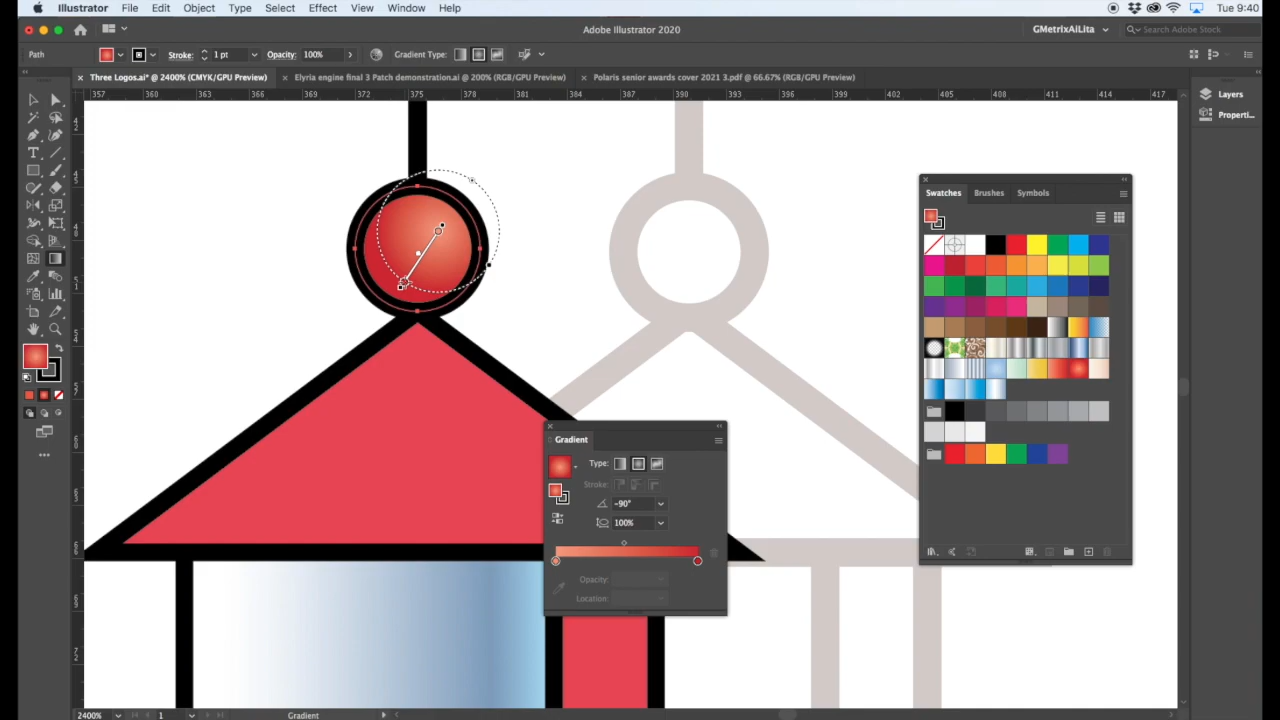 Illustrator File Edit Object Type Select Effect View Window Help Tue 9:40
Adobe Illustrator 2020 GMetrixAiLita Search Adobe Stock
Path Stroke: 1 pt Opacity: 100% Gradient Type:
× Three Logos.ai* @ 2400% (CMYK/GPU Preview) × Elyria engine final 3 Patch demonstration.ai @ 200% (RGB/GPU Preview) × Polaris senior awards cover 2021 3.pdf @ 66.67% (RGB/GPU Preview)
357 360 363 366 369 372 375 378 381 384 387 390 393 396 399 402 405 408 411 414 417
Layers
Properti...
Swatches Brushes Symbols
Gradient
Type:
Stroke:
-90°
100%
Opacity:
Location:
2400% 1 Gradient